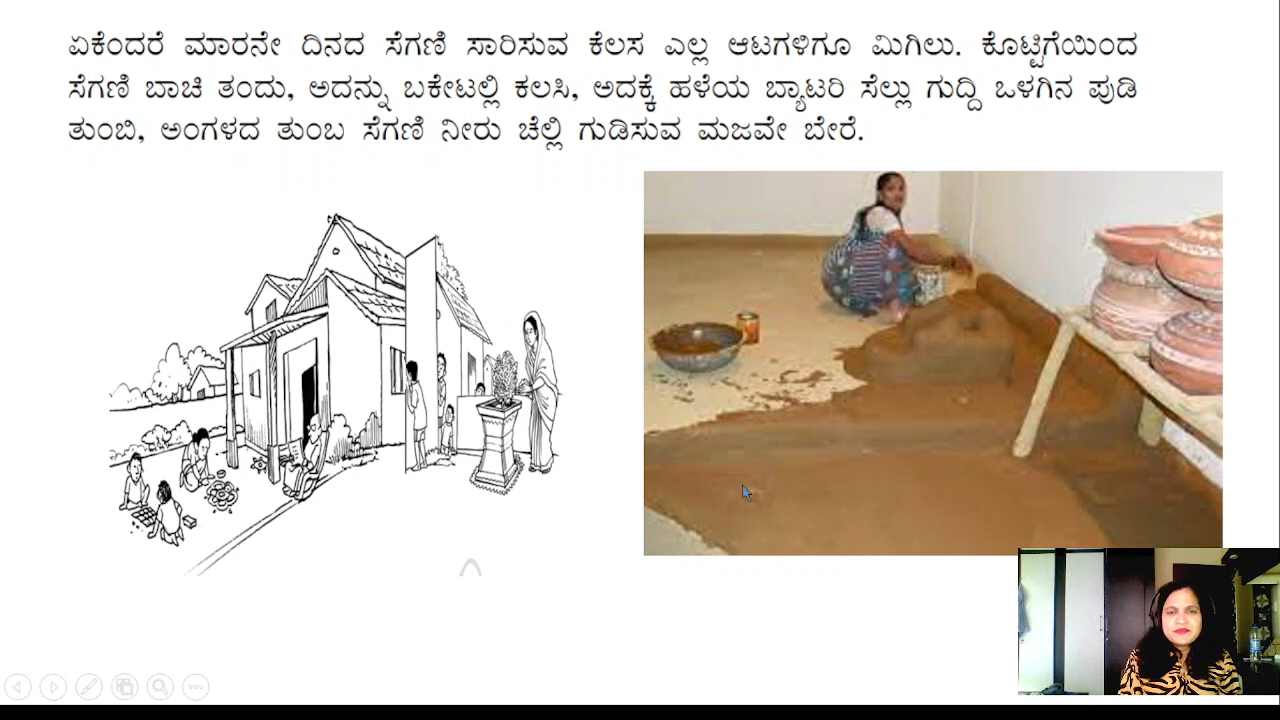 ಏಕೆಂದರೆ ಮಾರನೇ ದಿನದ ಸೆಗಣಿ ಸಾರಿಸುವ ಕೆಲಸ ಎಲ್ಲ ಆಟಗಳಿಗೂ ಮಿಗಿಲು. ಕೊಟ್ಟಿಗೆಯಿಂದ
ಸೆಗಣಿ ಬಾಚಿ ತಂದು, ಅದನ್ನು ಬಕೇಟಲ್ಲಿ ಕಲಸಿ, ಅದಕ್ಕೆ ಹಳೆಯ ಬ್ಯಾಟರಿ ಸೆಲ್ಲು ಗುದ್ದಿ ಒಳಗಿನ ಪುಡಿ
ತುಂಬಿ, ಅಂಗಳದ ತುಂಬ ಸೆಗಣಿ ನೀರು ಚೆಲ್ಲಿ ಗುಡಿಸುವ ಮಜವೇ ಬೇರೆ.